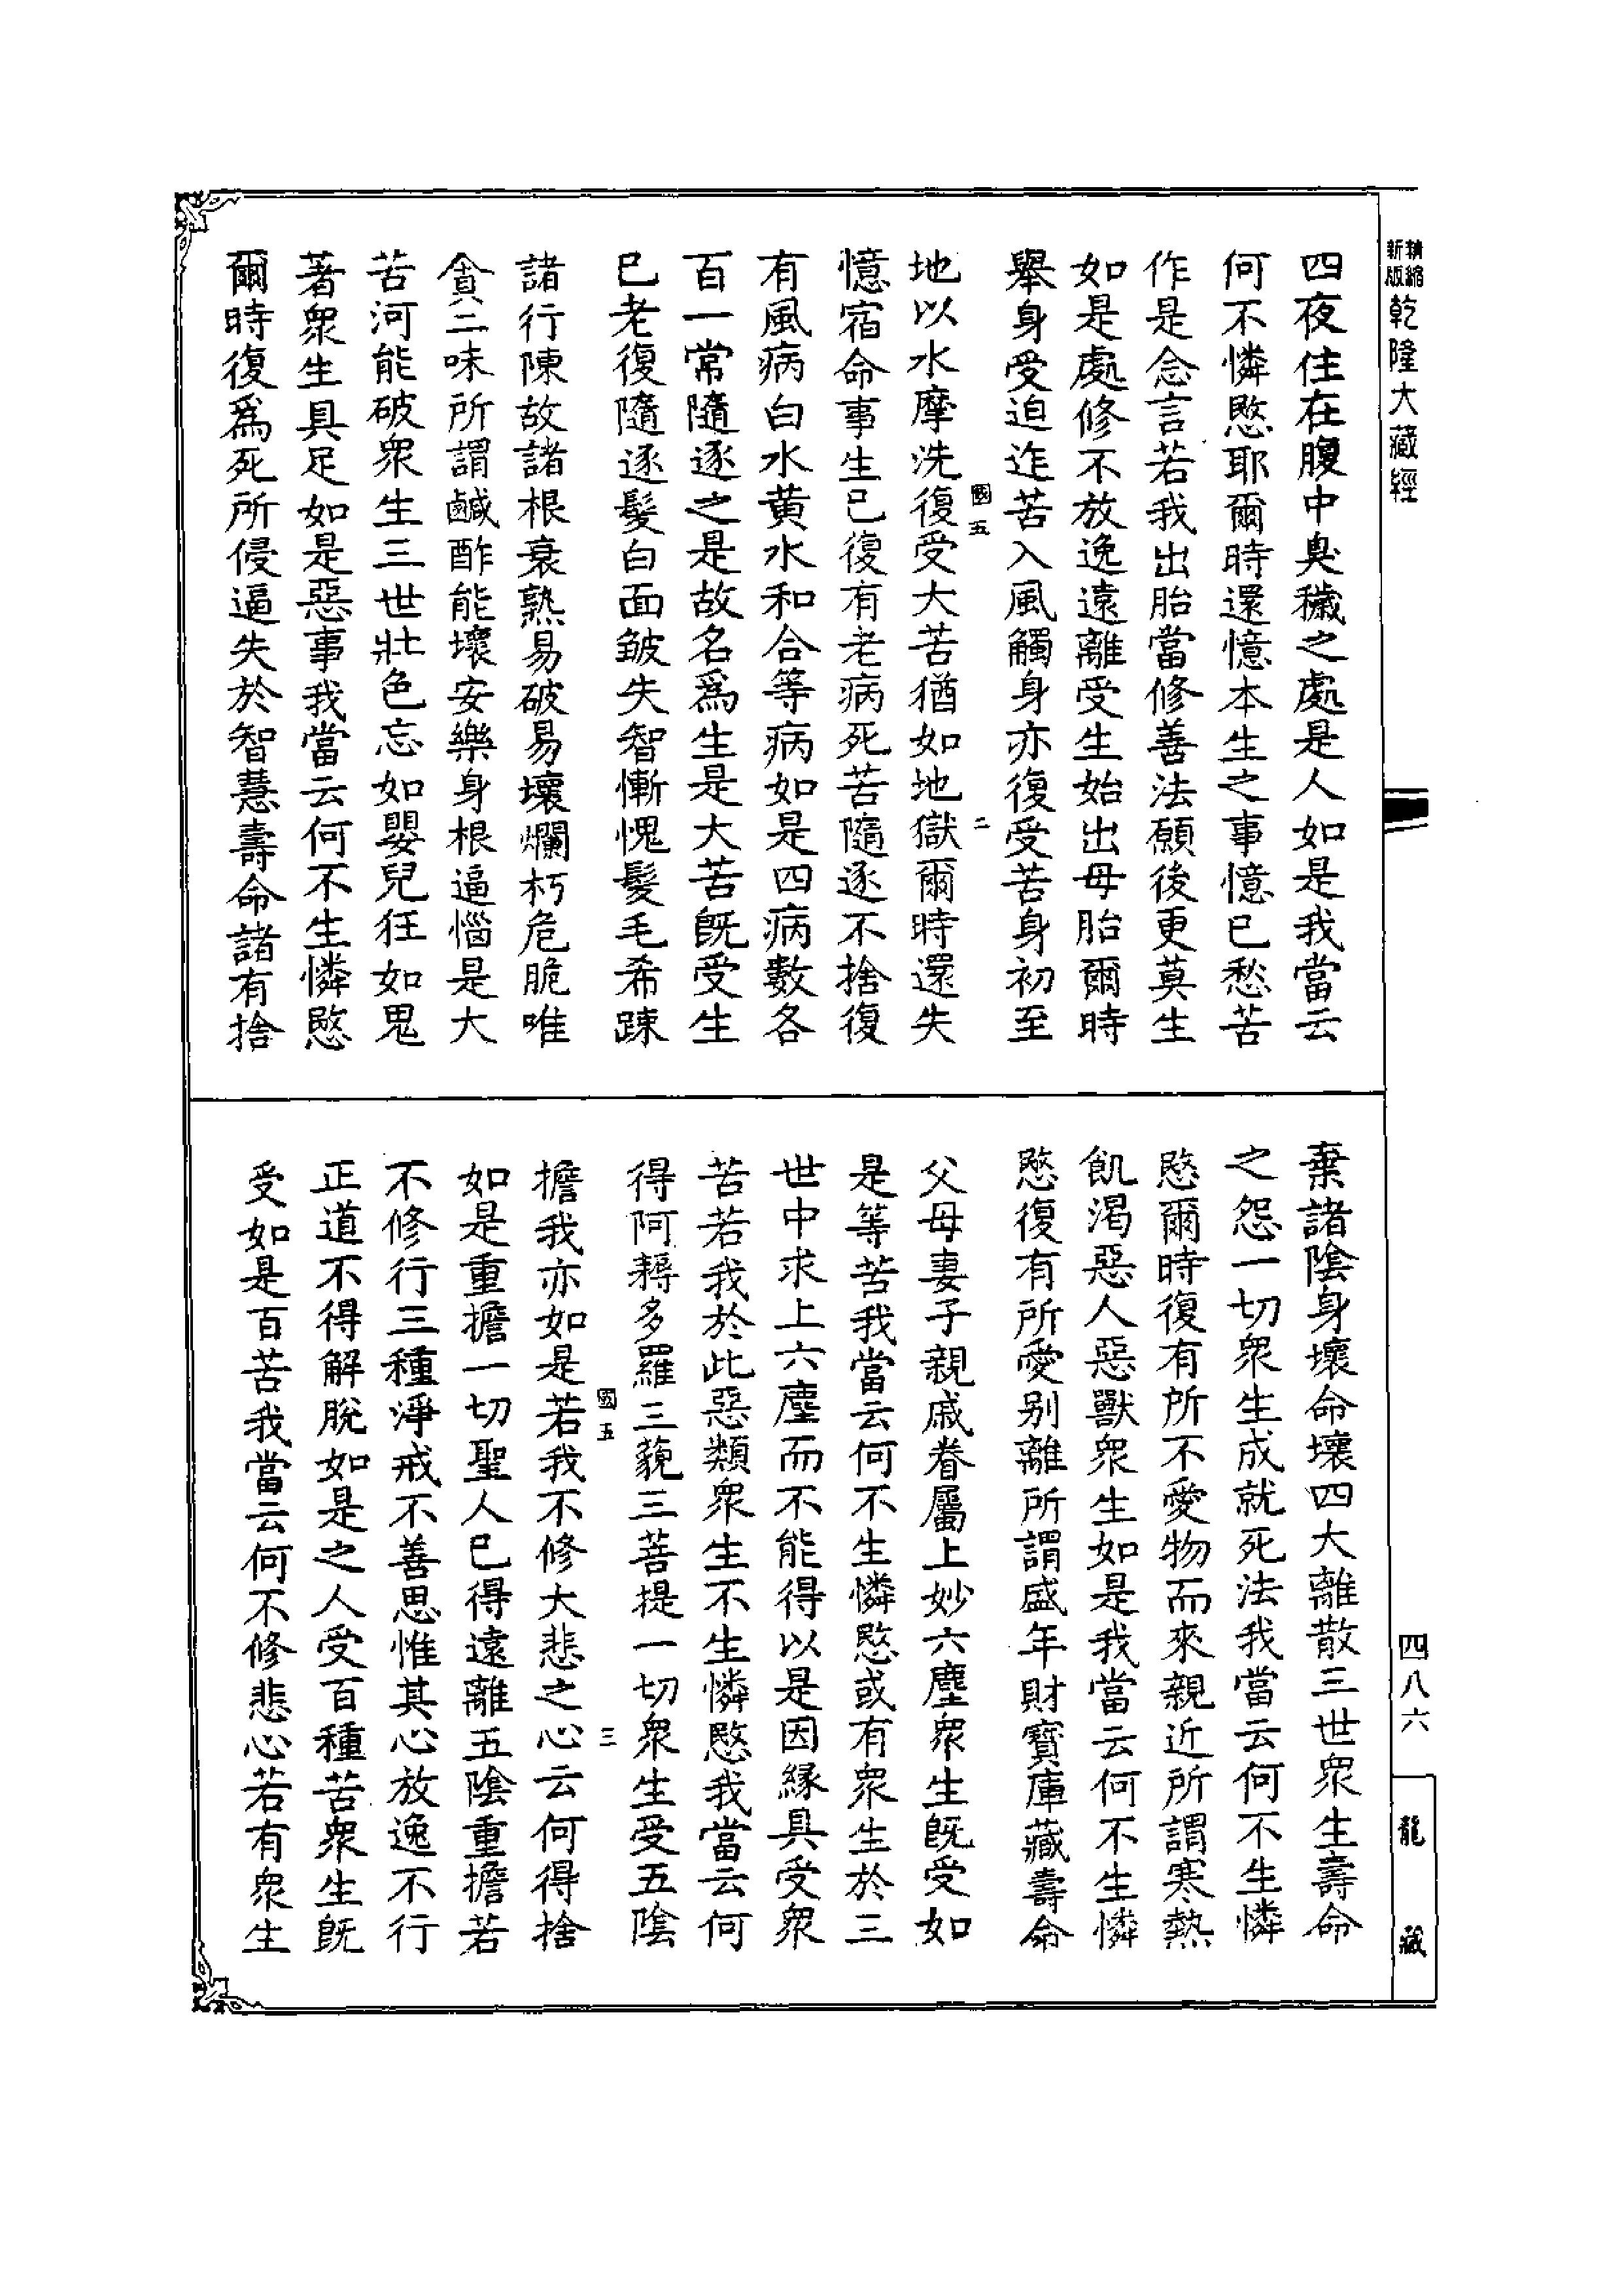 精縮新版乾隆大藏經
四夜住在腹中臭穢之處是人如是我當云
何不憐愍耶爾時還憶本生之事憶已愁苦
作是念言若我出胎當修善法願後更莫生
如是處修不放逸遠離受生始出母胎爾時
舉身受迫迮苦入風觸身亦復受苦身初至
國五 二
地以水摩洗復受大苦猶如地獄爾時還失
憶宿命事生已復有老病死苦隨逐不捨復
有風病白水黄水和合等病如是四病數各
百一常隨逐之是故名爲生是大苦旣受生
已老復隨逐髮白面皺失智慚愧髮毛希踈
諸行陳故諸根衰熟易破易壞爛朽危脆唯
貪二味所謂鹹酢能壞安樂身根逼惱是大
苦河能破衆生三世壯色忘如嬰兒狂如鬼
著衆生具足如是惡事我當云何不生憐愍
爾時復爲死所侵逼失於智慧壽命諸有捨
棄諸陰身壞命壞四大離散三世衆生壽命
之怨一切衆生成就死法我當云何不生憐
愍爾時復有所不愛物而來親近所謂寒熱
飢渴惡人惡獸衆生如是我當云何不生憐
愍復有所愛别離所謂盛年財寶庫藏壽命
父母妻子親戚眷屬上妙六塵衆生旣受如
是等苦我當云何不生憐愍或有衆生於三
世中求上六塵而不能得以是因緣具受衆
苦若我於此惡類衆生不生憐愍我當云何
得阿耨多羅三藐三菩提一切衆生受五陰
國五 三
擔我亦如是若我不修大悲之心云何得捨
如是重擔一切聖人已得遠離五陰重擔若
不修行三種淨戒不善思惟其心放逸不行
正道不得解脫如是之人受百種苦衆生旣
受如是百苦我當云何不修悲心若有衆生
四八六
龍藏